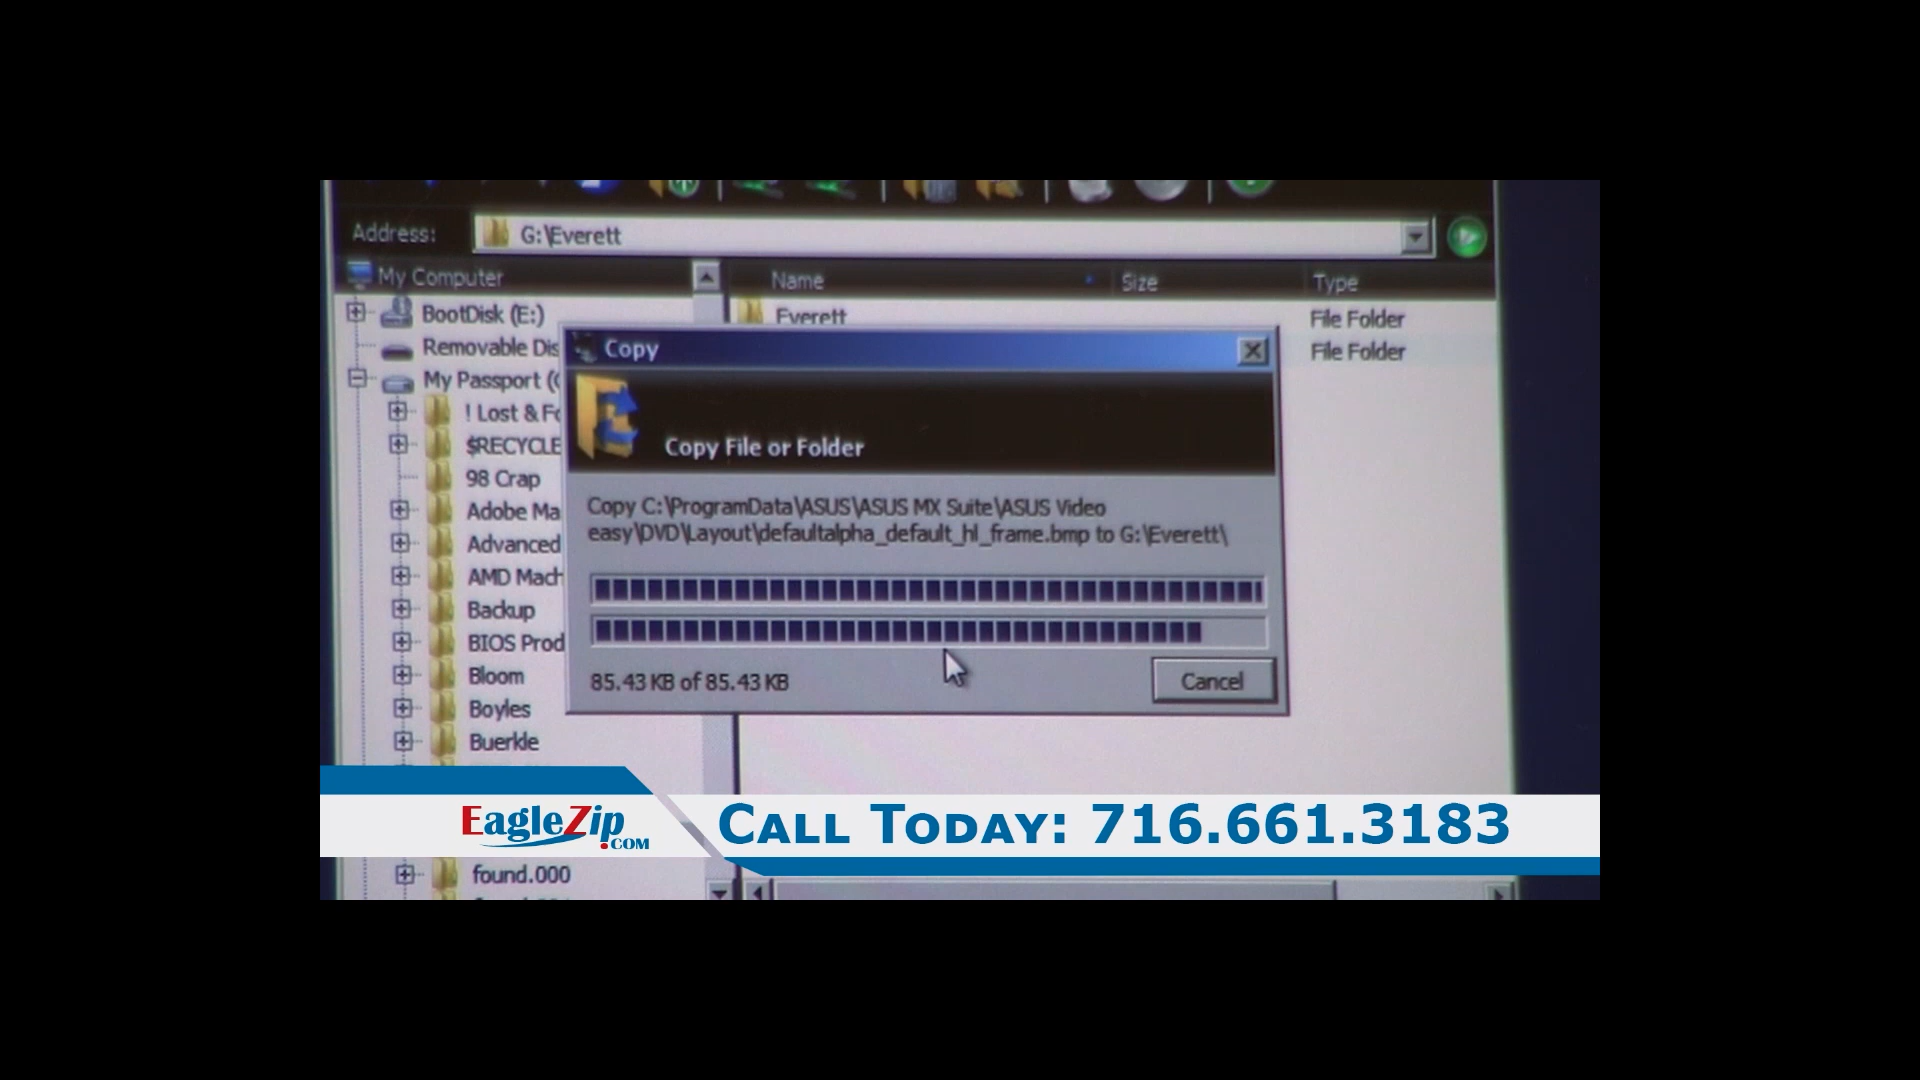 Address: G:\Everett
My Computer
Name Size Type
BootDisk (E:)
Everett File Folder
Removable Dis
File Folder
My Passport (
! Lost & Fo
$RECYCLE
98 Crap
Adobe Ma
Advanced
AMD Mach
Backup
BIOS Prod
Bloom
Boyles
Buerkle
found.000
Copy
Copy File or Folder
Copy C:\ProgramData\ASUS\ASUS MX Suite\ASUS Video
easy\DVD\Layout\defaultalpha_default_hl_frame.bmp to G:\Everett\
85.43 KB of 85.43 KB
Cancel
EagleZip.com
Call Today: 716.661.3183